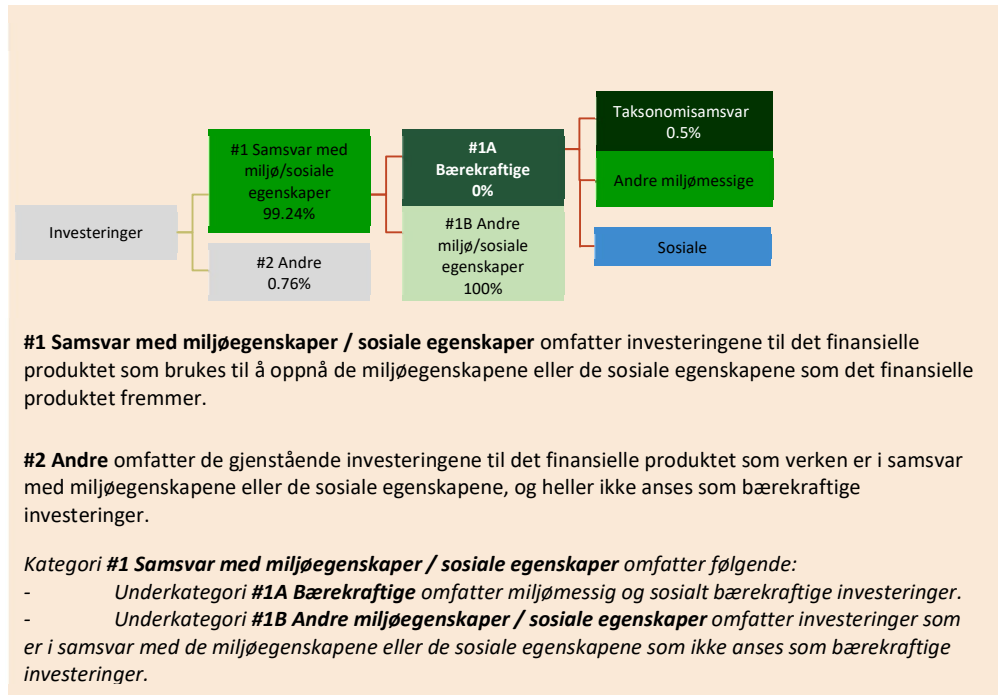 Investeringer
#1 Samsvar med
miljø/sosiale
egenskaper
99.24%
#2 Andre
0.76%
#1A
Bærekraftige
0%
#1B Andre
miljø/sosiale
egenskaper
100%
Taksonomisamsvar
0.5%
Andre miljømessige
Sosiale
#1 Samsvar med miljøegenskaper / sosiale egenskaper omfatter investeringene til det finansielle
produktet som brukes til å oppnå de miljøegenskapene eller de sosiale egenskapene som det finansielle
produktet fremmer.
#2 Andre omfatter de gjenstående investeringene til det finansielle produktet som verken er i samsvar
med miljøegenskapene eller de sosiale egenskapene, og heller ikke anses som bærekraftige
investeringer.
Kategori #1 Samsvar med miljøegenskaper / sosiale egenskaper omfatter følgende:
- Underkategori #1A Bærekraftige omfatter miljømessig og sosialt bærekraftige investeringer.
- Underkategori #1B Andre miljøegenskaper / sosiale egenskaper omfatter investeringer som
er i samsvar med de miljøegenskapene eller de sosiale egenskapene som ikke anses som bærekraftige
investeringer.